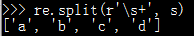 >>> re.split(r'\s+', s)
['a', 'b', 'c', 'd']